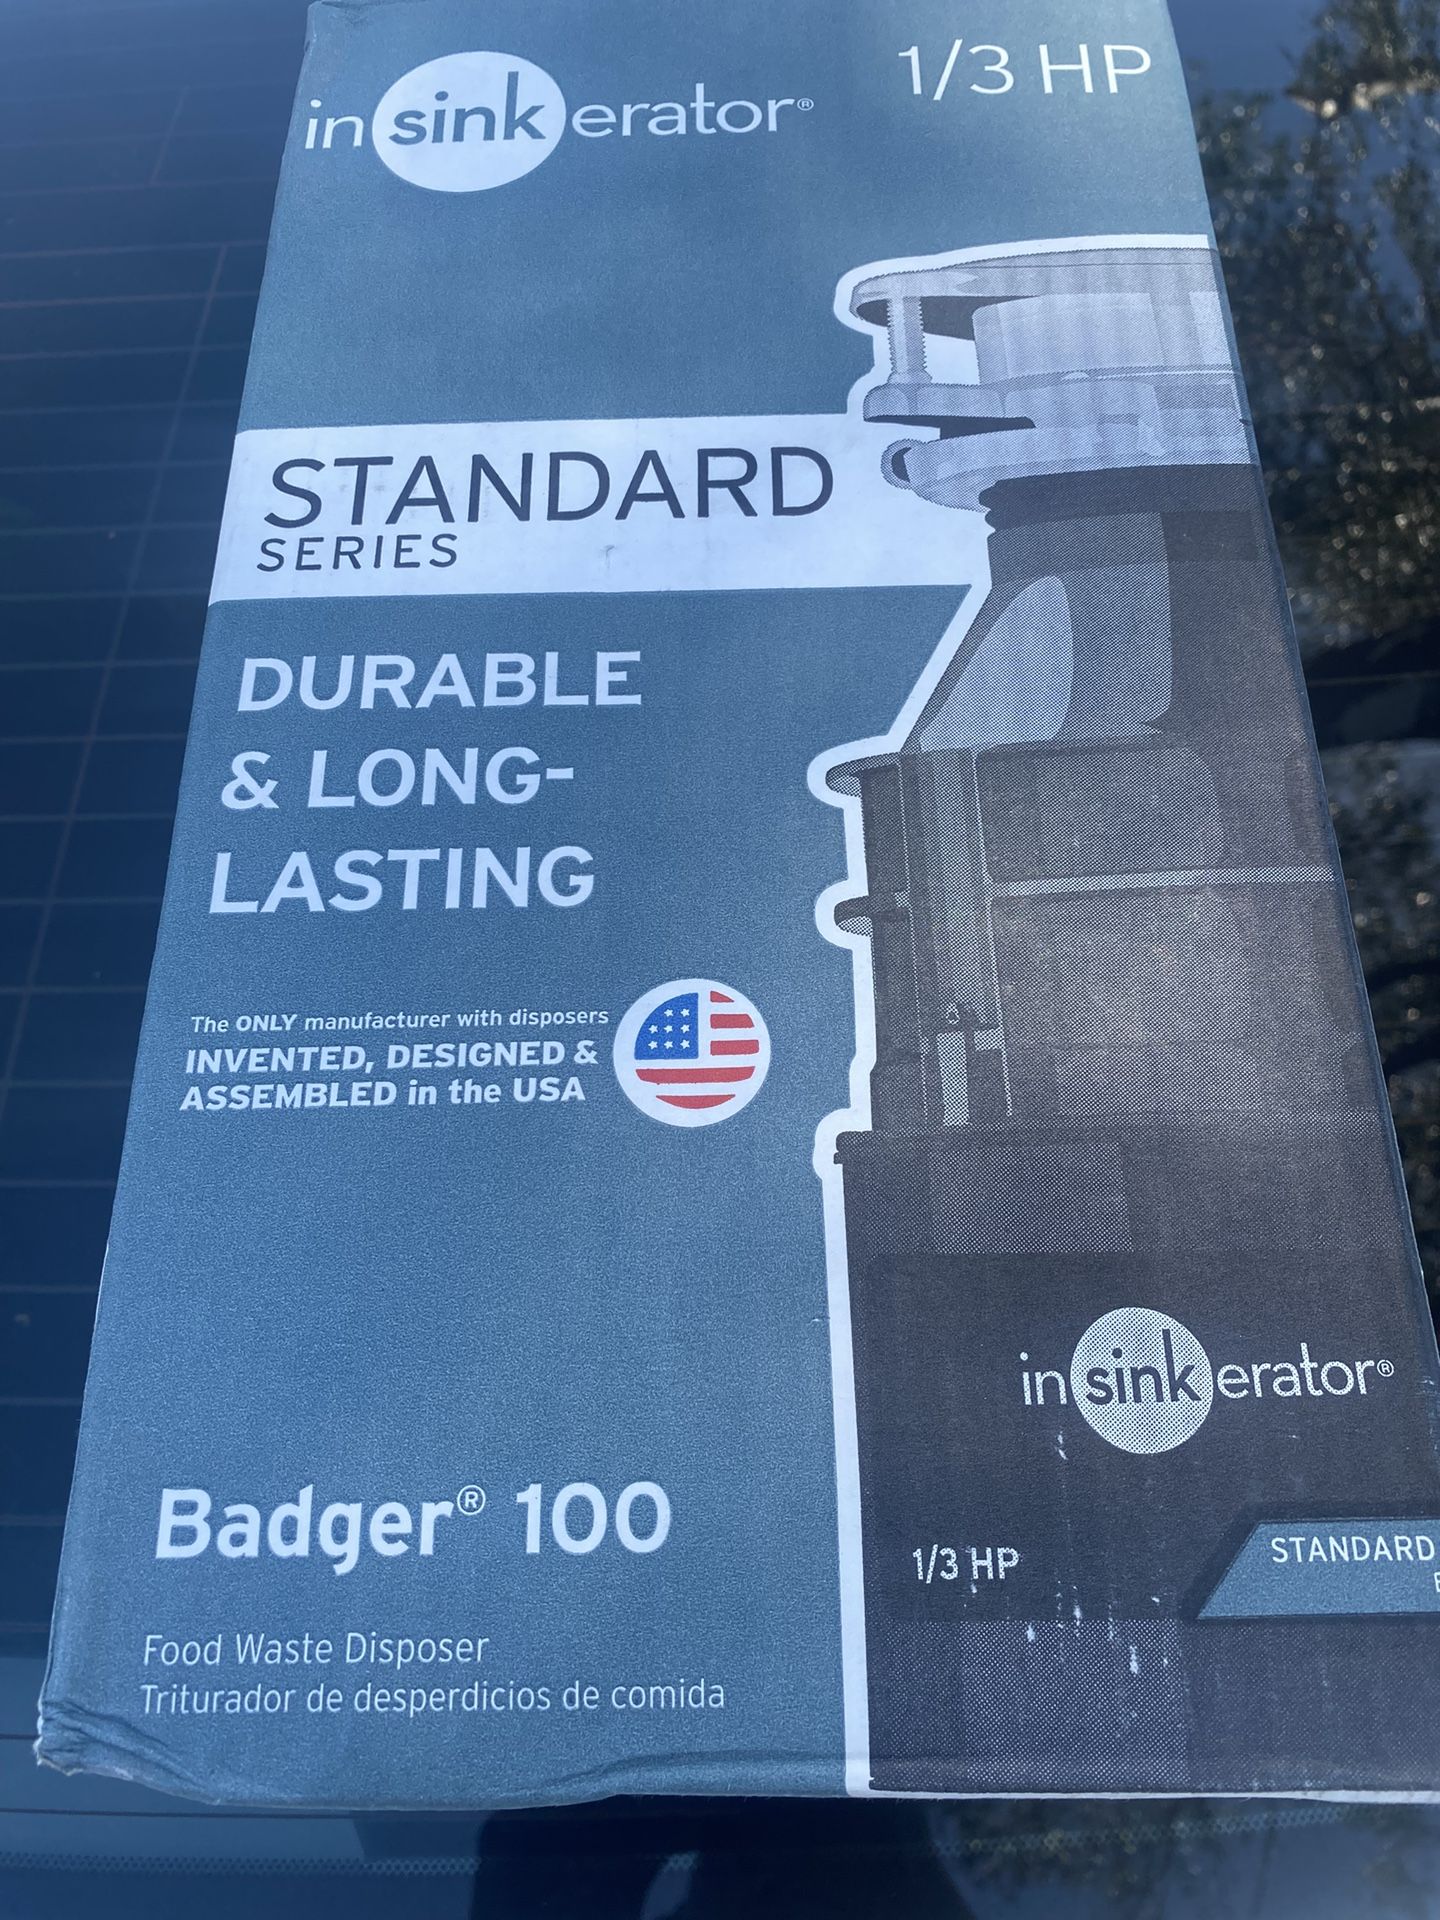 insinkerator®
1/3 HP
STANDARD
SERIES
DURABLE
& LONG-
LASTING
The ONLY manufacturer with disposers
INVENTED, DESIGNED &
ASSEMBLED in the USA
insinkerator®
Badger® 100
1/3 HP
STANDARD
Food Waste Disposer
Triturador de desperdicios de comida